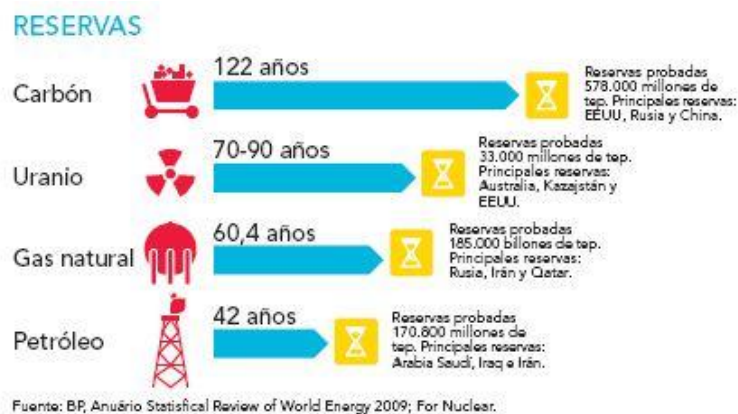 RESERVAS
Carbón
122 años
Reservas probadas
578.000 millones de
tep. Principales reservas:
EEUU, Rusia y China.
Uranio
70-90 años
Reservas probadas
33.000 millones de tep.
Principales reservas:
Australia, Kazajstán y
EEUU.
Gas natural
60,4 años
Reservas probadas
185.000 billones de tep.
Principales reservas:
Rusia, Irán y Qatar.
Petróleo
42 años
Reservas probadas
170.800 millones de
tep. Principales reservas:
Arabia Saudí, Iraq e Irán.
Fuente: BP, Anuário Statisfical Review of World Energy 2009; For Nuclear.